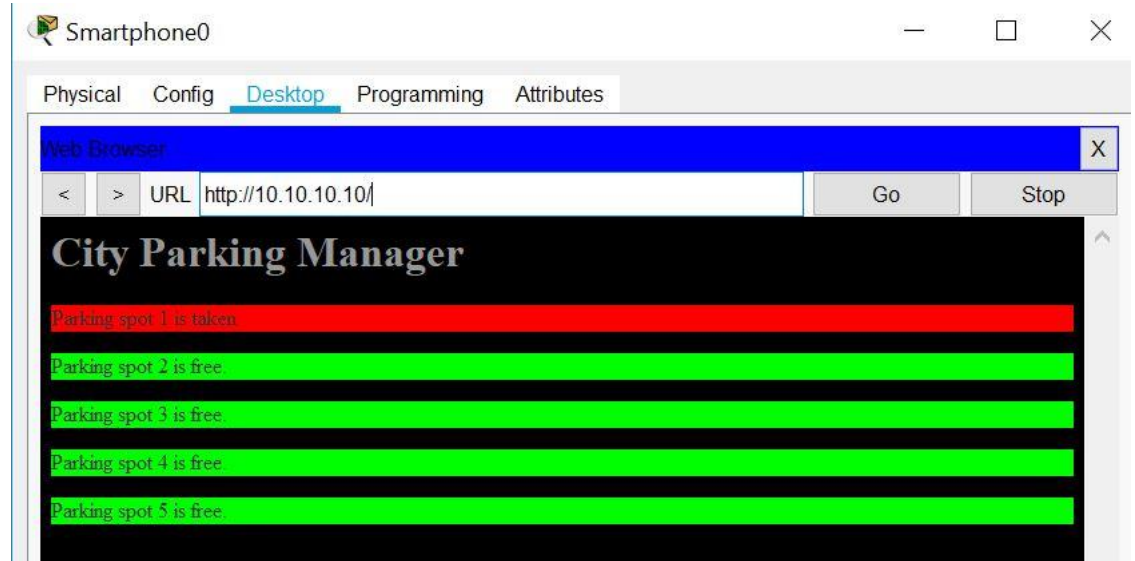 Smartphone0
Physical Config Desktop Programming Attributes
Web Browser X
< > URL http://10.10.10.10/ Go Stop
City Parking Manager
Parking spot 1 is taken.
Parking spot 2 is free.
Parking spot 3 is free.
Parking spot 4 is free.
Parking spot 5 is free.